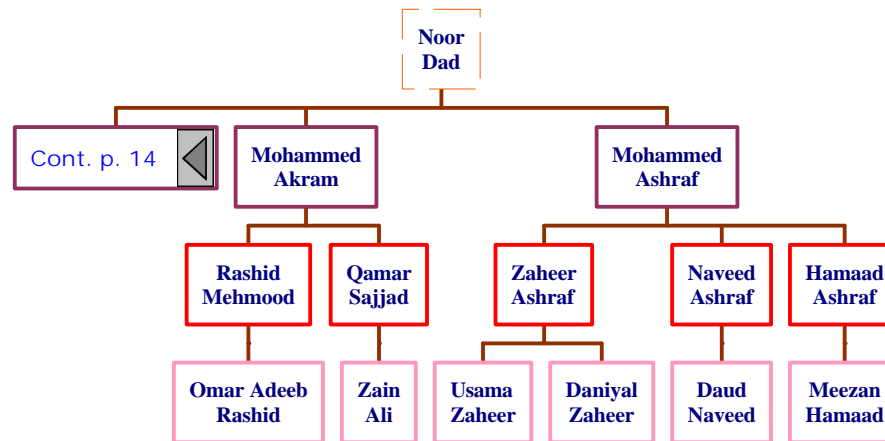 Noor
Dad
Cont. p. 14
Mohammed
Akram
Mohammed
Ashraf
Rashid
Mehmood
Qamar
Sajjad
Zaheer
Ashraf
Naveed
Ashraf
Hamaad
Ashraf
Omar Adeeb
Rashid
Zain
Ali
Usama
Zaheer
Daniyal
Zaheer
Daud
Naveed
Meezan
Hamaad